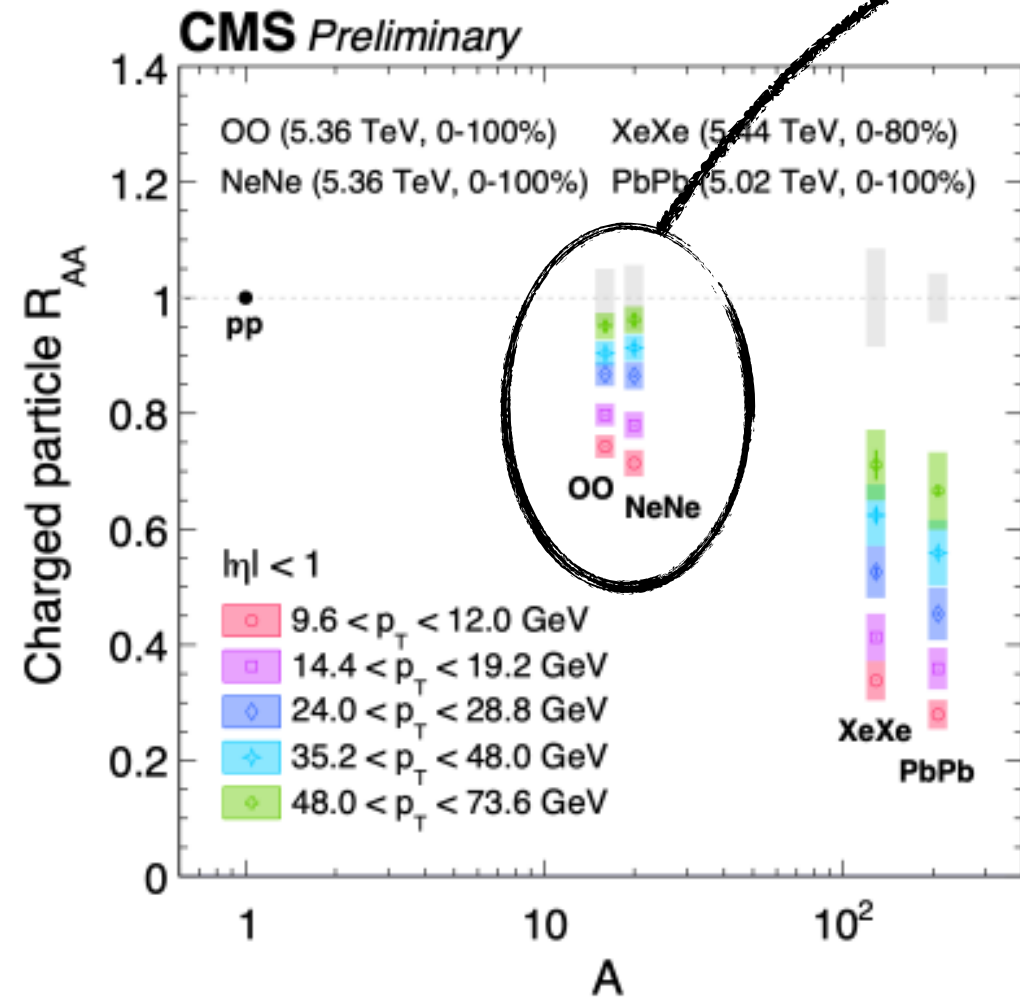 CMS Preliminary
OO (5.36 TeV, 0-100%) XeXe (5.44 TeV, 0-80%)
NeNe (5.36 TeV, 0-100%) PbPb (5.02 TeV, 0-100%)
Charged particle R_AA
1.4
1.2
1
0.8
0.6
0.4
0.2
0
pp
OO
NeNe
XeXe
PbPb
|η| < 1
9.6 < p_T < 12.0 GeV
14.4 < p_T < 19.2 GeV
24.0 < p_T < 28.8 GeV
35.2 < p_T < 48.0 GeV
48.0 < p_T < 73.6 GeV
1 10 10²
A